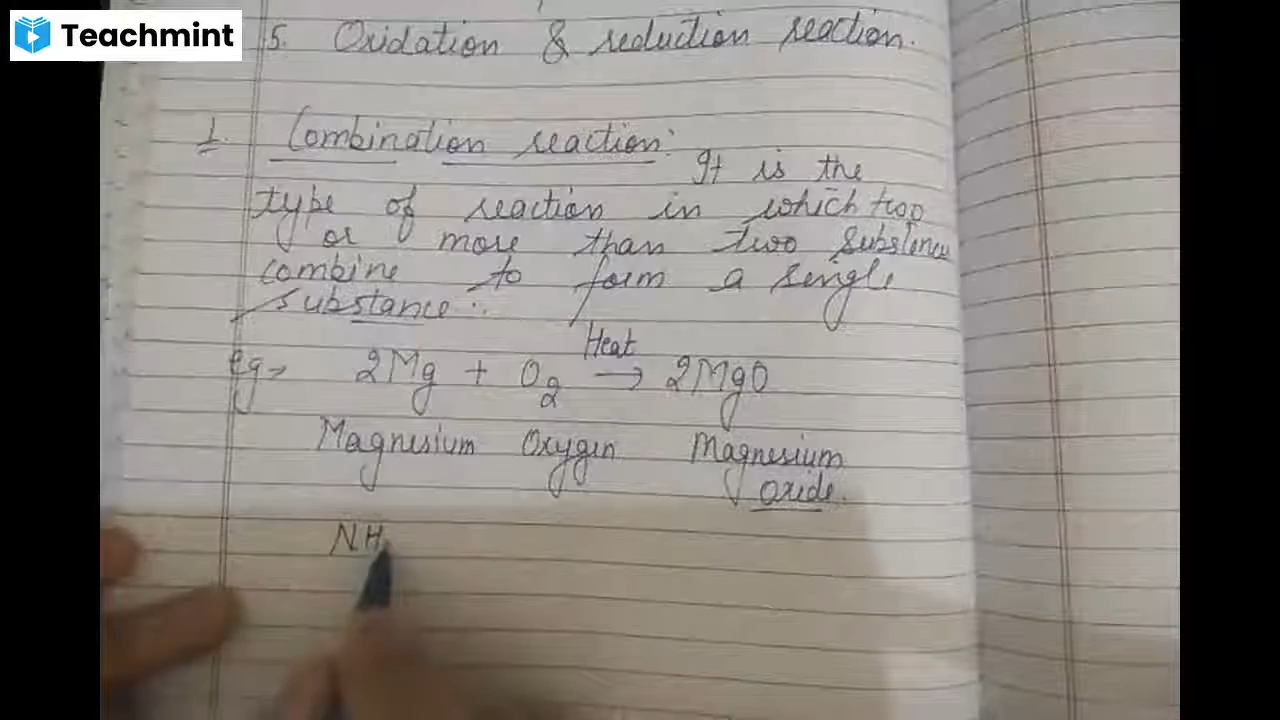 Teachmint
5. Oxidation & reduction reaction.
1. Combination reaction:
It is the
type of reaction in which two
or more than two substence
combine to form a single
substance.
Heat
eg→ 2Mg + O2 → 2MgO
Magnesium Oxygen Magnesium
oxide.
NH